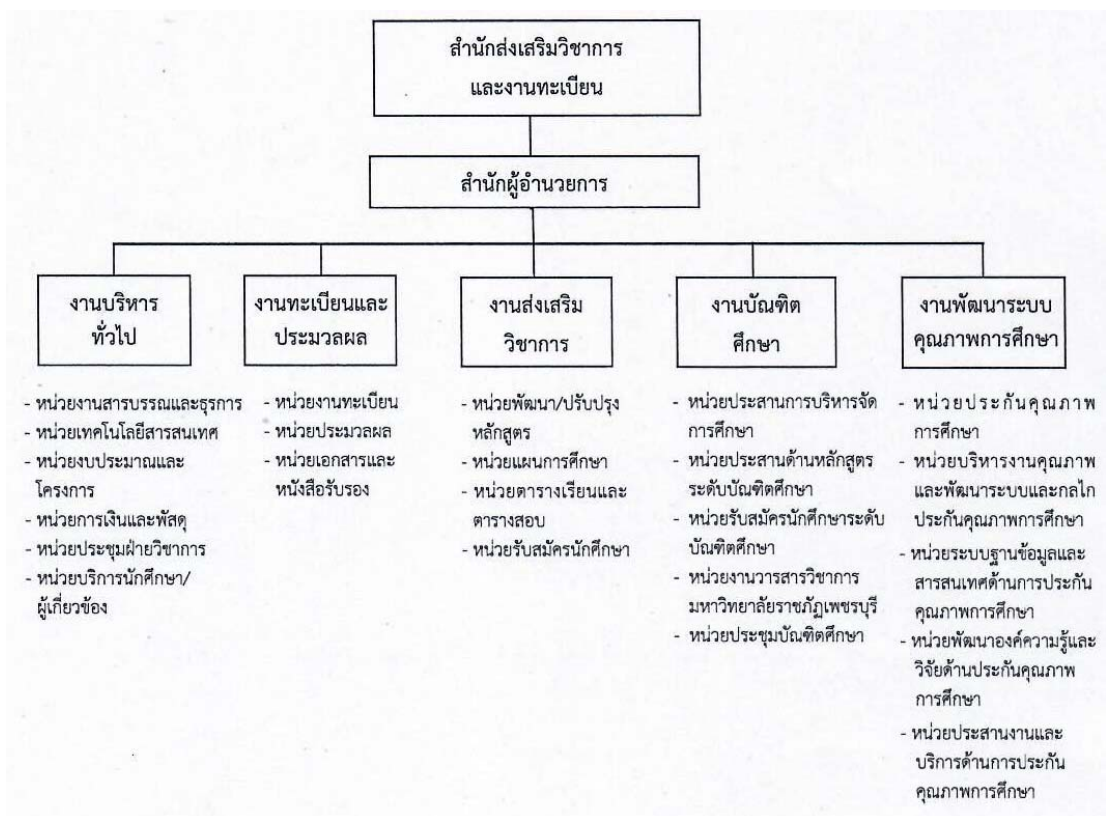 สำนักส่งเสริมวิชาการ
และงานทะเบียน
สำนักผู้อำนวยการ
งานบริหาร
ทั่วไป
งานทะเบียนและ
ประมวลผล
งานส่งเสริม
วิชาการ
งานบัณฑิต
ศึกษา
งานพัฒนาระบบ
คุณภาพการศึกษา
- หน่วยงานสารบรรณและธุรการ
- หน่วยเทคโนโลยีสารสนเทศ
- หน่วยงบประมาณและ
โครงการ
- หน่วยการเงินและพัสดุ
- หน่วยประชุมฝ่ายวิชาการ
- หน่วยบริการนักศึกษา/
ผู้เกี่ยวข้อง
- หน่วยงานทะเบียน
- หน่วยประมวลผล
- หน่วยเอกสารและ
หนังสือรับรอง
- หน่วยพัฒนา/ปรับปรุง
หลักสูตร
- หน่วยแผนการศึกษา
- หน่วยตารางเรียนและ
ตารางสอบ
- หน่วยรับสมัครนักศึกษา
- หน่วยประสานการบริหารจัด
การศึกษา
- หน่วยประสานด้านหลักสูตร
ระดับบัณฑิตศึกษา
- หน่วยรับสมัครนักศึกษาระดับ
บัณฑิตศึกษา
- หน่วยงานวารสารวิชาการ
มหาวิทยาลัยราชภัฏเพชรบุรี
- หน่วยประชุมบัณฑิตศึกษา
- หน่วยประกันคุณภาพ
การศึกษา
- หน่วยบริหารงานคุณภาพ
และพัฒนาระบบและกลไก
ประกันคุณภาพการศึกษา
- หน่วยระบบฐานข้อมูลและ
สารสนเทศด้านการประกัน
คุณภาพการศึกษา
- หน่วยพัฒนาองค์ความรู้และ
วิจัยด้านประกันคุณภาพ
การศึกษา
- หน่วยประสานงานและ
บริการด้านการประกัน
คุณภาพการศึกษา